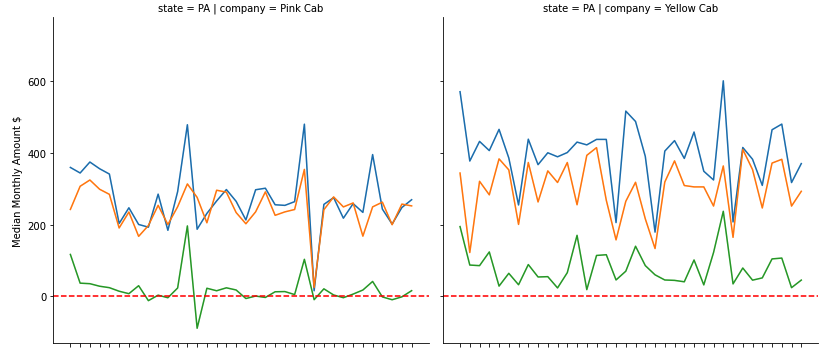 state = PA | company = Pink Cab
state = PA | company = Yellow Cab
Median Monthly Amount $
600
400
200
0